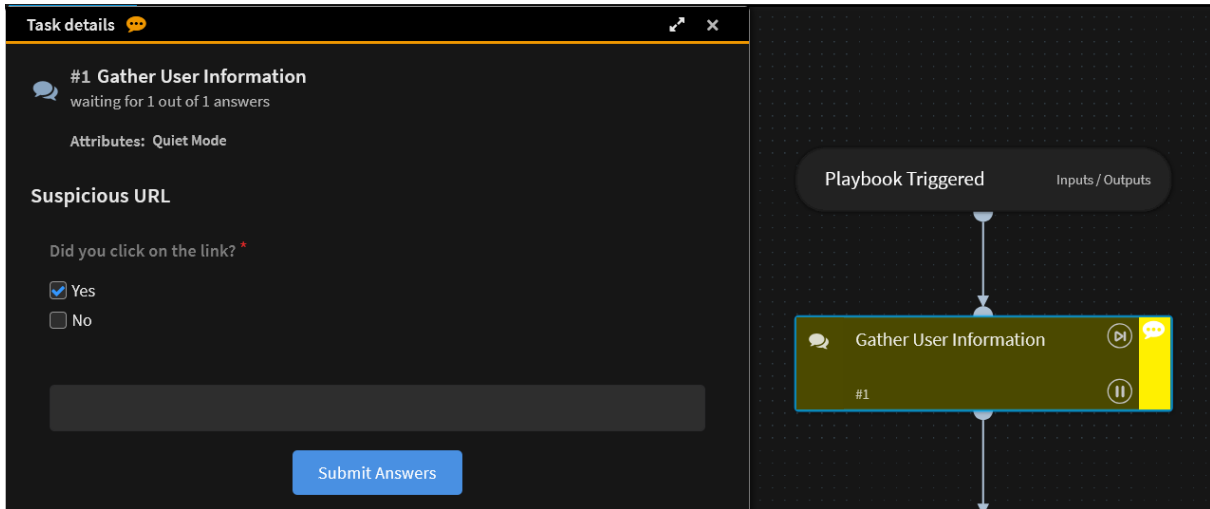 Task details
#1 Gather User Information
waiting for 1 out of 1 answers
Attributes: Quiet Mode
Suspicious URL
Did you click on the link? *
Yes
No
Submit Answers
Playbook Triggered
Inputs / Outputs
Gather User Information
#1